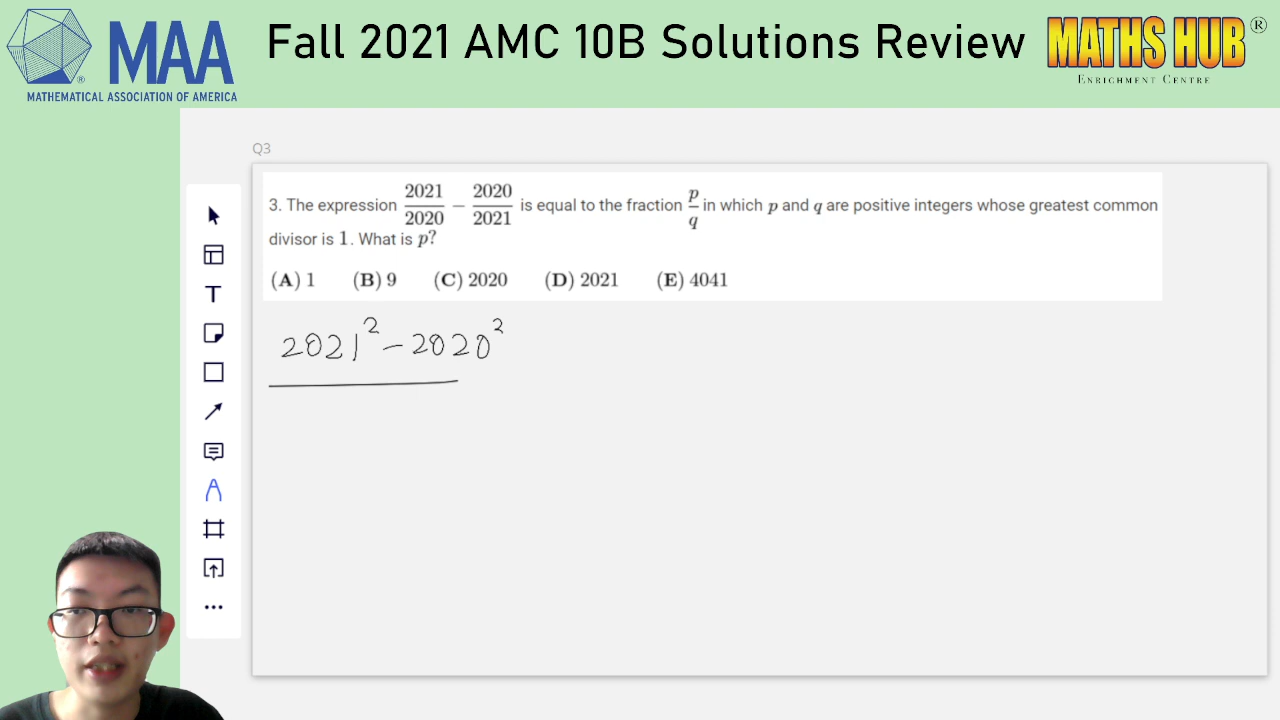 MAA
MATHEMATICAL ASSOCIATION OF AMERICA
Fall 2021 AMC 10B Solutions Review
MATHS HUB ®
ENRICHMENT CENTRE
Q3
3. The expression 2021/2020 − 2020/2021 is equal to the fraction p/q in which p and q are positive integers whose greatest common
divisor is 1. What is p?
(A) 1 (B) 9 (C) 2020 (D) 2021 (E) 4041
2021² − 2020²
T